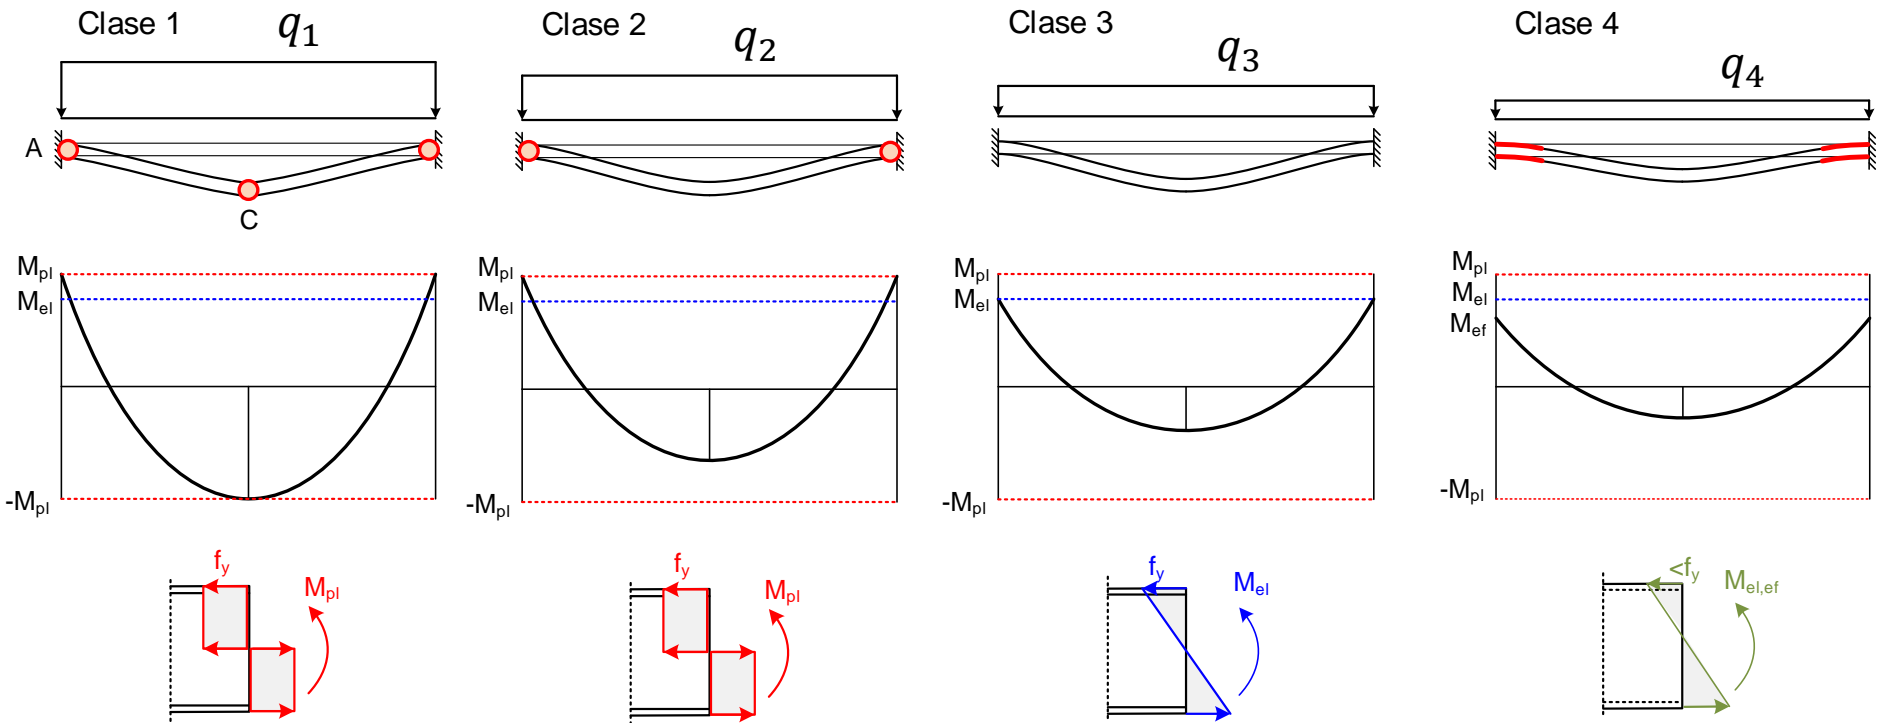 Clase 1
q1
A
C
Mpl
Mel
-Mpl
fy
Mpl
Clase 2
q2
Mpl
Mel
-Mpl
fy
Mpl
Clase 3
q3
Mpl
Mel
-Mpl
fy
Mel
Clase 4
q4
Mpl
Mel
Mef
-Mpl
<fy
Mel,ef